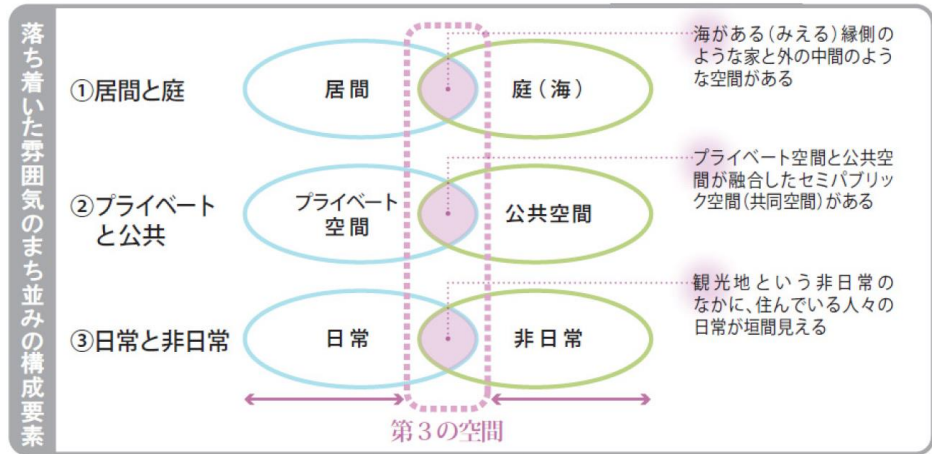 落ち着いた雰囲気のまち並みの構成要素
①居間と庭
居間
庭（海）
海がある（みえる）縁側の
ような家と外の中間のよう
な空間がある
②プライベート
と公共
プライベート
空間
公共空間
プライベート空間と公共空
間が融合したセミパブリッ
ク空間（共同空間）がある
③日常と非日常
日常
非日常
観光地という非日常の
なかに、住んでいる人々の
日常が垣間見える
第３の空間